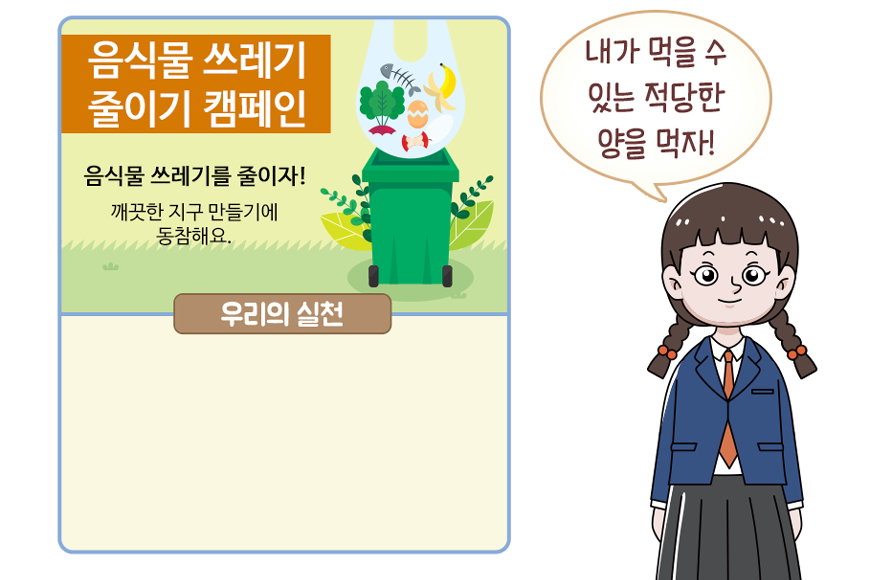 음식물 쓰레기
줄이기 캠페인
음식물 쓰레기를 줄이자!
깨끗한 지구 만들기에
동참해요.
우리의 실천
내가 먹을 수
있는 적당한
양을 먹자!